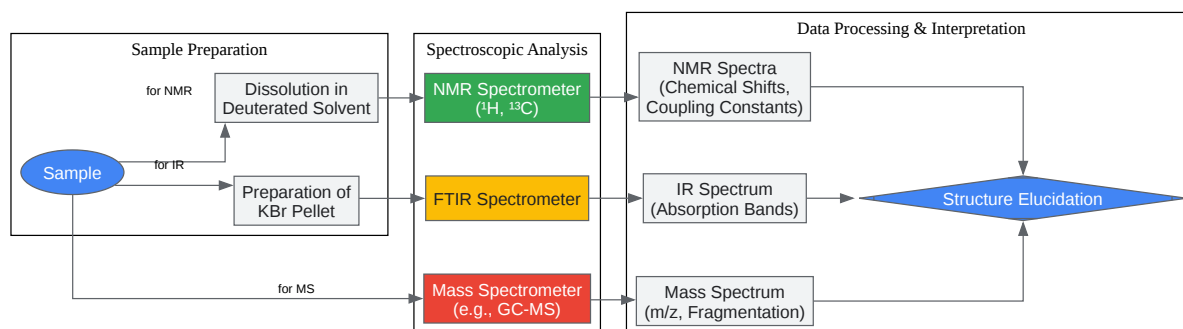 Sample Preparation
Spectroscopic Analysis
Data Processing & Interpretation
for NMR
Dissolution in
Deuterated Solvent
NMR Spectrometer
(¹H, ¹³C)
NMR Spectra
(Chemical Shifts,
Coupling Constants)
Sample
for IR
Preparation of
KBr Pellet
FTIR Spectrometer
IR Spectrum
(Absorption Bands)
Structure Elucidation
for MS
Mass Spectrometer
(e.g., GC-MS)
Mass Spectrum
(m/z, Fragmentation)